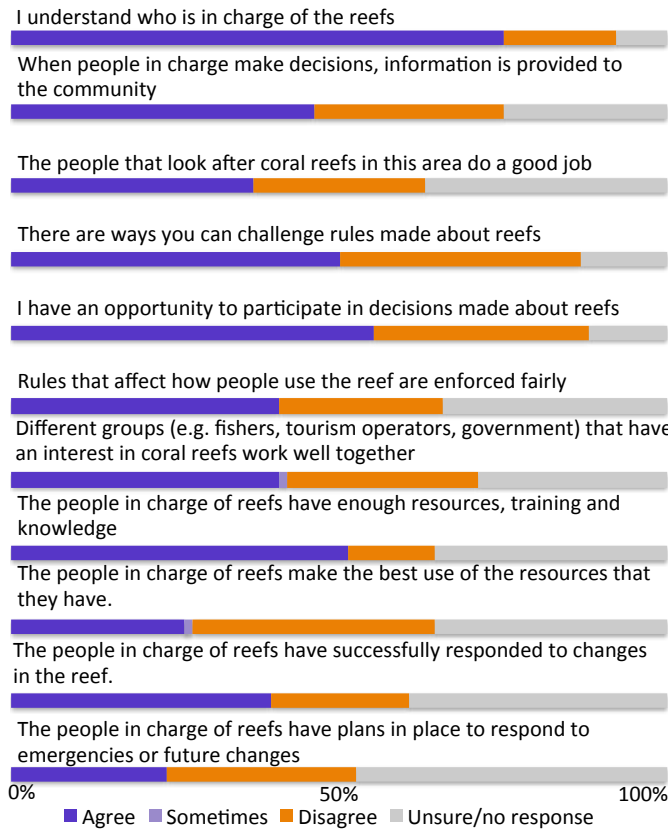 I understand who is in charge of the reefs
When people in charge make decisions, information is provided to
the community
The people that look after coral reefs in this area do a good job
There are ways you can challenge rules made about reefs
I have an opportunity to participate in decisions made about reefs
Rules that affect how people use the reef are enforced fairly
Different groups (e.g. fishers, tourism operators, government) that have
an interest in coral reefs work well together
The people in charge of reefs have enough resources, training and
knowledge
The people in charge of reefs make the best use of the resources that
they have.
The people in charge of reefs have successfully responded to changes
in the reef.
The people in charge of reefs have plans in place to respond to
emergencies or future changes
0% 50% 100%
Agree Sometimes Disagree Unsure/no response